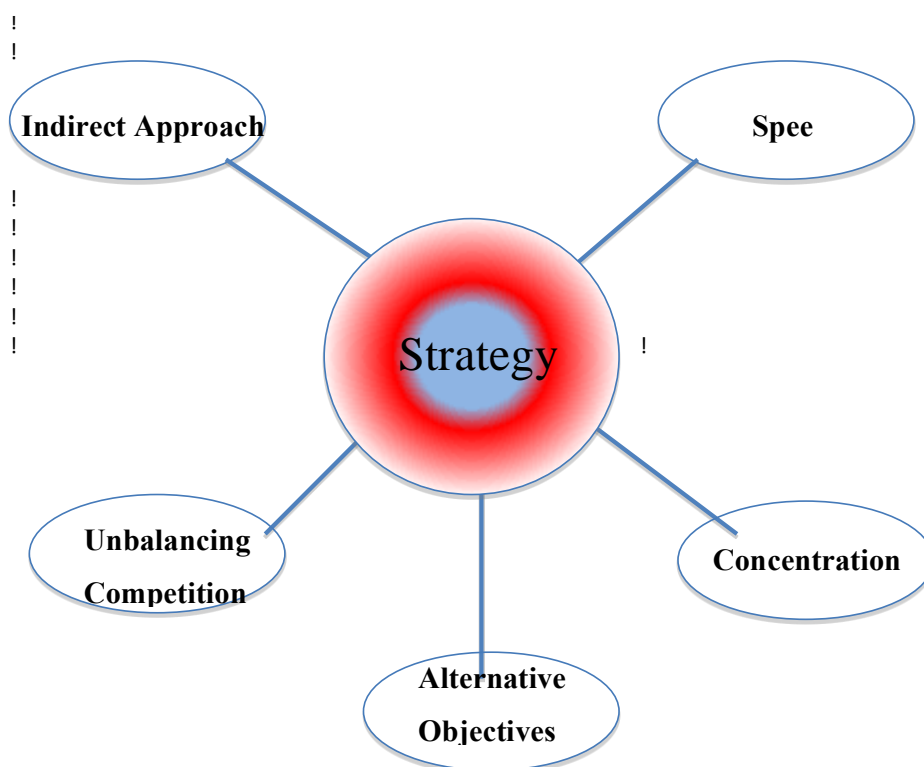 !
!
Indirect Approach
Spee
!
!
!
!
!
!
Strategy
!
Unbalancing
Competition
Concentration
Alternative
Objectives